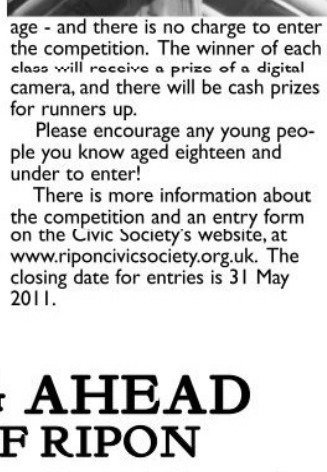 age - and there is no charge to enter
the competition. The winner of each
class will receive a prize of a digital
camera, and there will be cash prizes
for runners up.
Please encourage any young peo-
ple you know aged eighteen and
under to enter!
There is more information about
the competition and an entry form
on the Civic Society's website, at
www.riponcivicsociety.org.uk. The
closing date for entries is 31 May
2011.
AHEAD
F RIPON